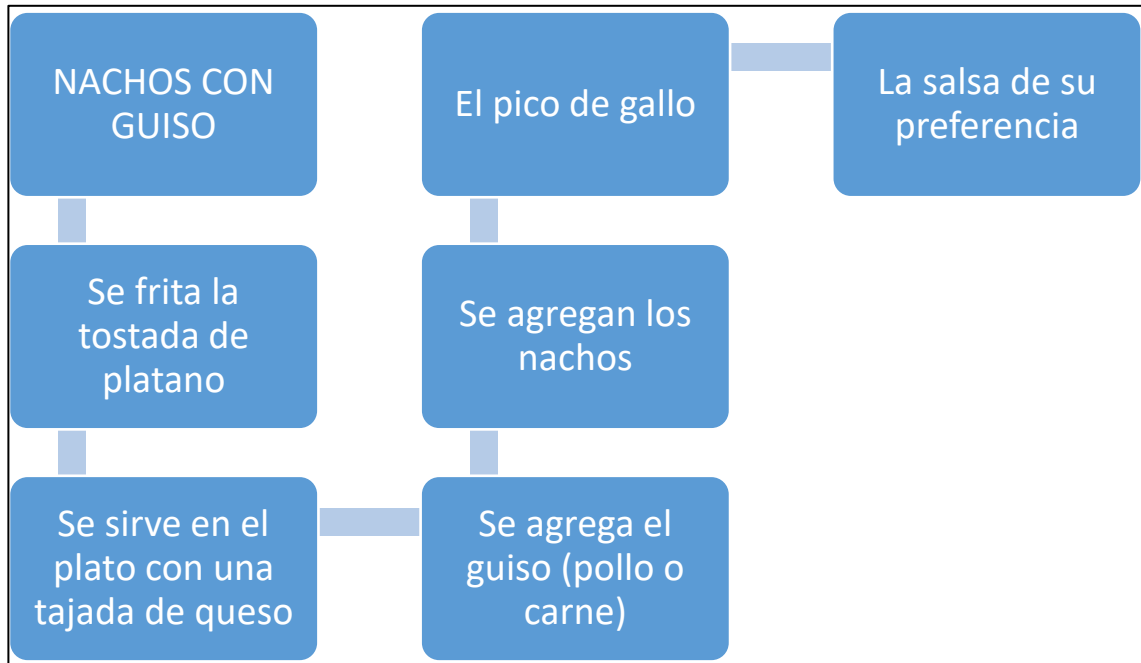 NACHOS CON
GUISO
Se frita la
tostada de
platano
Se sirve en el
plato con una
tajada de queso
Se agrega el
guiso (pollo o
carne)
Se agregan los
nachos
El pico de gallo
La salsa de su
preferencia